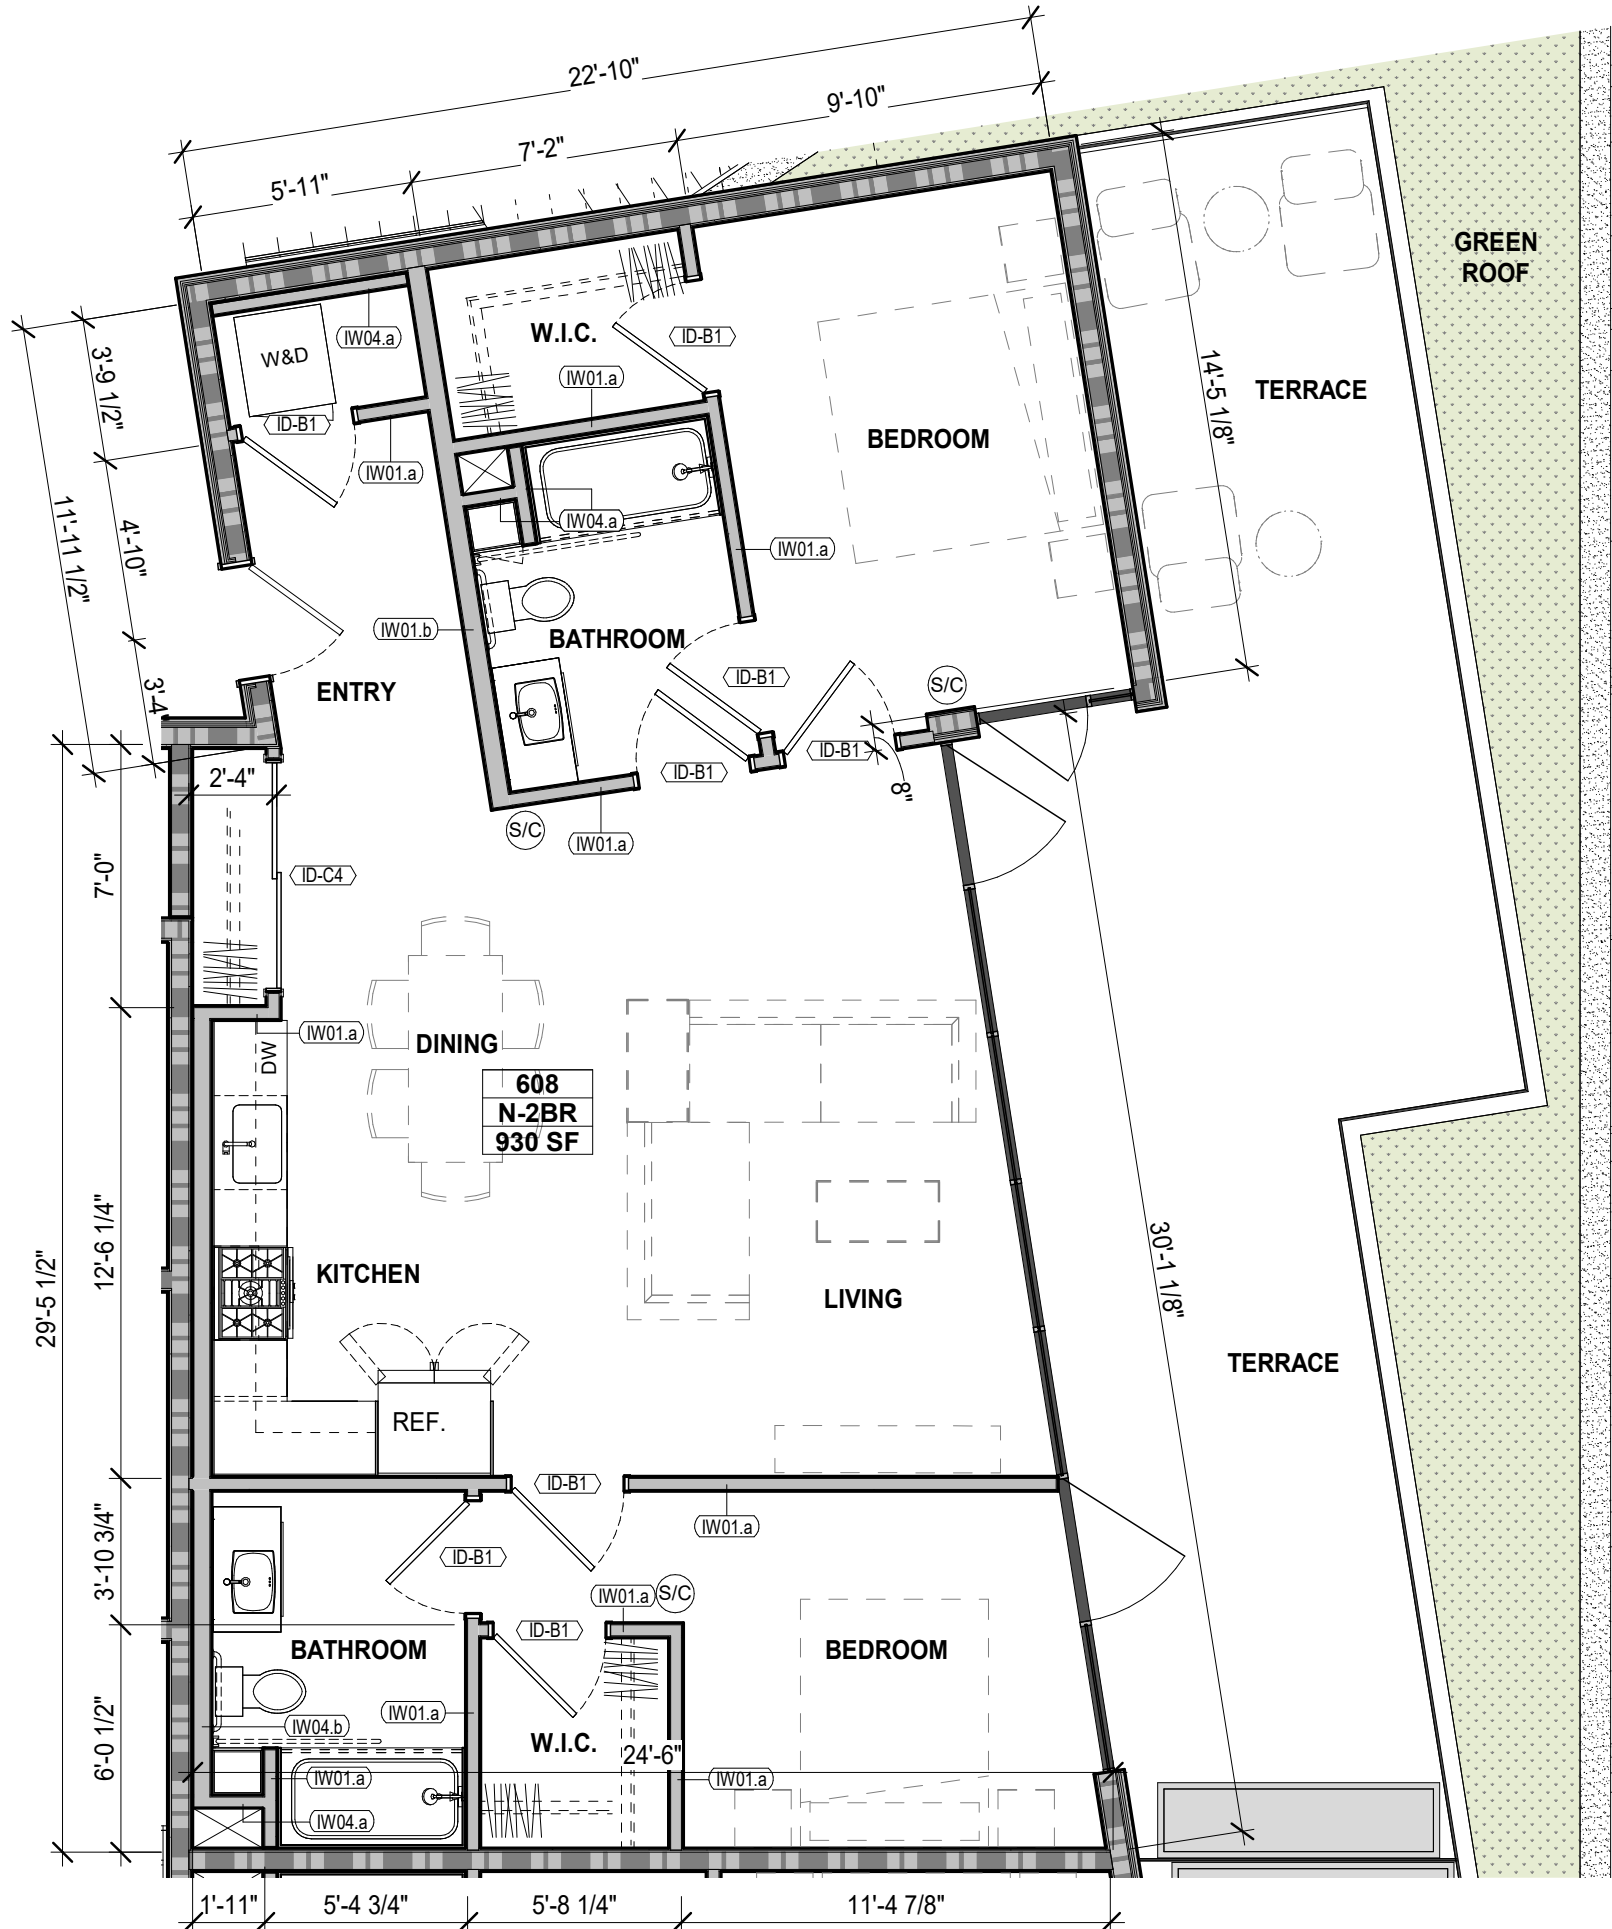 22'-10"
9'-10"
7'-2"
5'-11"
GREEN
ROOF
3'-9 1/2"
W&D
IW04.a
W.I.C.
ID-B1
14'-5 1/8"
TERRACE
IW01.a
ID-B1
BEDROOM
IW01.a
11'-11 1/2"
4'-10"
IW04.a
IW01.a
IW01.b
BATHROOM
ENTRY
ID-B1
S/C
3'-4
ID-B1
ID-B1
2'-4"
8"
S/C
IW01.a
7'-0"
ID-C4
IW01.a
DINING
DW
608
N-2BR
930 SF
12'-6 1/4"
29'-5 1/2"
KITCHEN
LIVING
30'-1 1/8"
TERRACE
REF.
ID-B1
IW01.a
3'-10 3/4"
ID-B1
IW01.a
S/C
ID-B1
BATHROOM
BEDROOM
IW04.b
IW01.a
W.I.C.
24'-6"
6'-0 1/2"
IW01.a
IW01.a
IW04.a
1'-11"
5'-4 3/4"
5'-8 1/4"
11'-4 7/8"